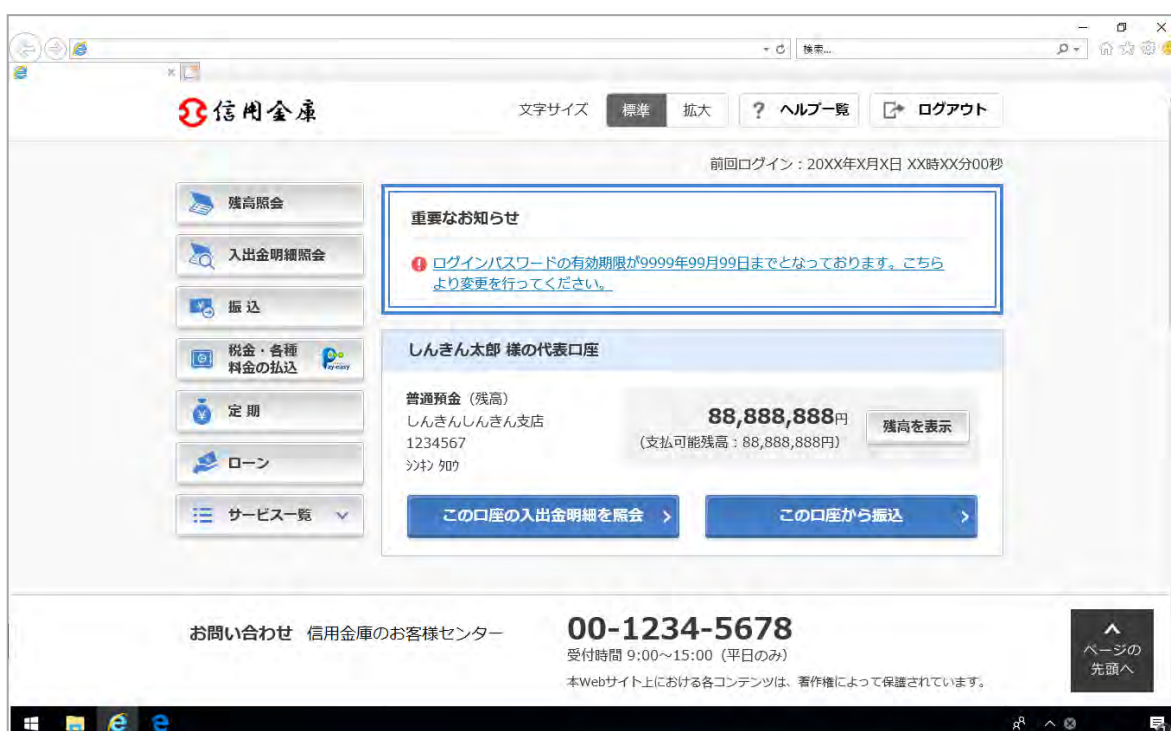 検索...
信用金庫
文字サイズ 標準 拡大 ? ヘルプ一覧 ログアウト
前回ログイン：20XX年X月X日 XX時XX分00秒
残高照会
入出金明細照会
振込
税金・各種
料金の払込
Pay-easy
定期
ローン
サービス一覧
重要なお知らせ
ログインパスワードの有効期限が9999年99月99日までとなっております。こちら
より変更を行ってください。
しんきん太郎 様の代表口座
普通預金（残高）
しんきんしんきん支店
1234567
ｼﾝｷﾝ ﾀﾛｳ
88,888,888円
（支払可能残高：88,888,888円）
残高を表示
この口座の入出金明細を照会
この口座から振込
お問い合わせ 信用金庫のお客様センター
00-1234-5678
受付時間 9:00～15:00（平日のみ）
本Webサイト上における各コンテンツは、著作権によって保護されています。
ページの
先頭へ